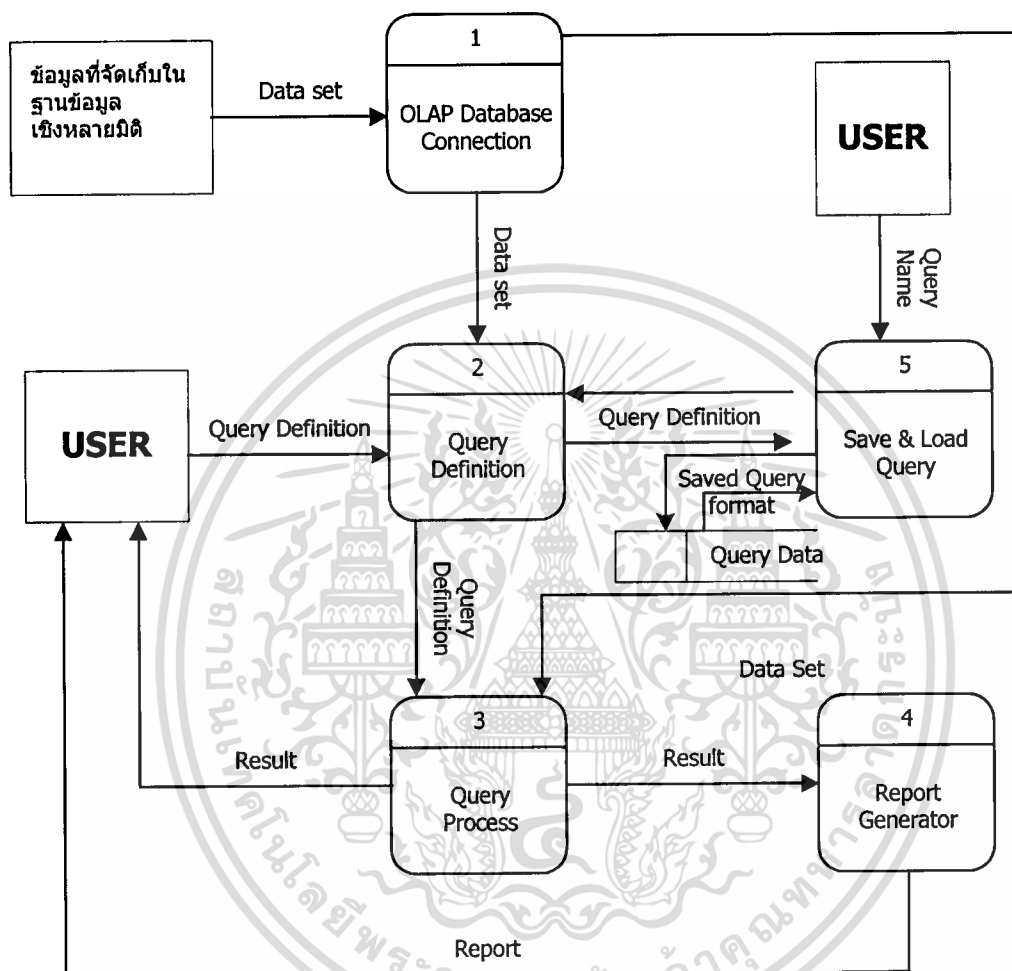 1
ข้อมูลที่จัดเก็บใน
ฐานข้อมูล
เชิงหลายมิติ
Data set
OLAP Database
Connection
USER
Data set
Query
Name
2
5
USER
Query Definition
Query
Definition
Query Definition
Save & Load
Query
Saved Query
format
Query Data
Query
Definition
Data Set
3
4
Result
Query
Process
Result
Report
Generator
Report